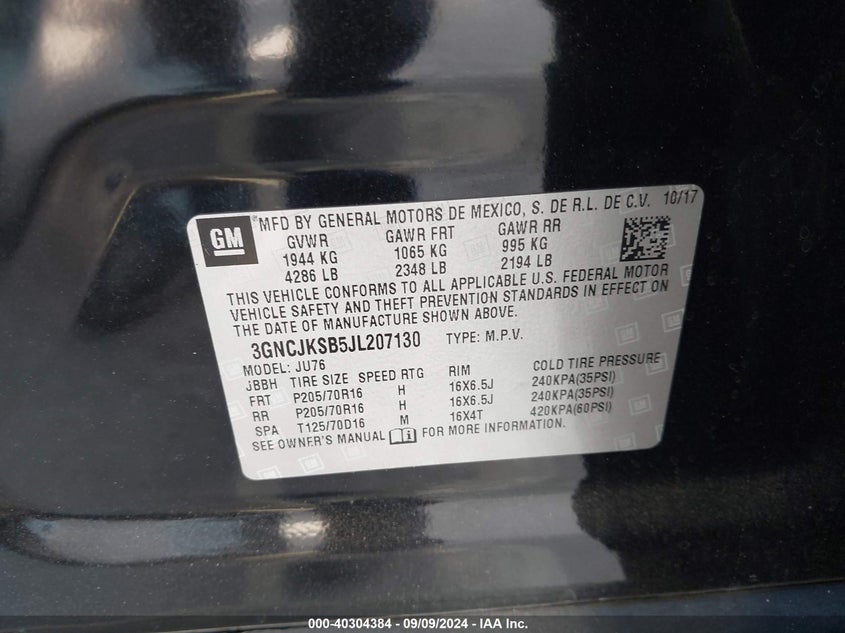 GM
®MFD BY GENERAL MOTORS DE MEXICO, S. DE R.L. DE C.V. 10/17
GVWR GAWR FRT GAWR RR
1944 KG 1065 KG 995 KG
4286 LB 2348 LB 2194 LB
THIS VEHICLE CONFORMS TO ALL APPLICABLE U.S. FEDERAL MOTOR
VEHICLE SAFETY AND THEFT PREVENTION STANDARDS IN EFFECT ON
THE DATE OF MANUFACTURE SHOWN ABOVE.
3GNCJKSB5JL207130 TYPE: M.P.V.
MODEL: JU76
JBBH TIRE SIZE SPEED RTG RIM COLD TIRE PRESSURE
FRT P205/70R16 H 16X6.5J 240KPA(35PSI)
RR P205/70R16 H 16X6.5J 240KPA(35PSI)
SPA T125/70D16 M 16X4T 420KPA(60PSI)
SEE OWNER'S MANUAL FOR MORE INFORMATION.
000-40304384 - 09/09/2024 - IAA Inc.